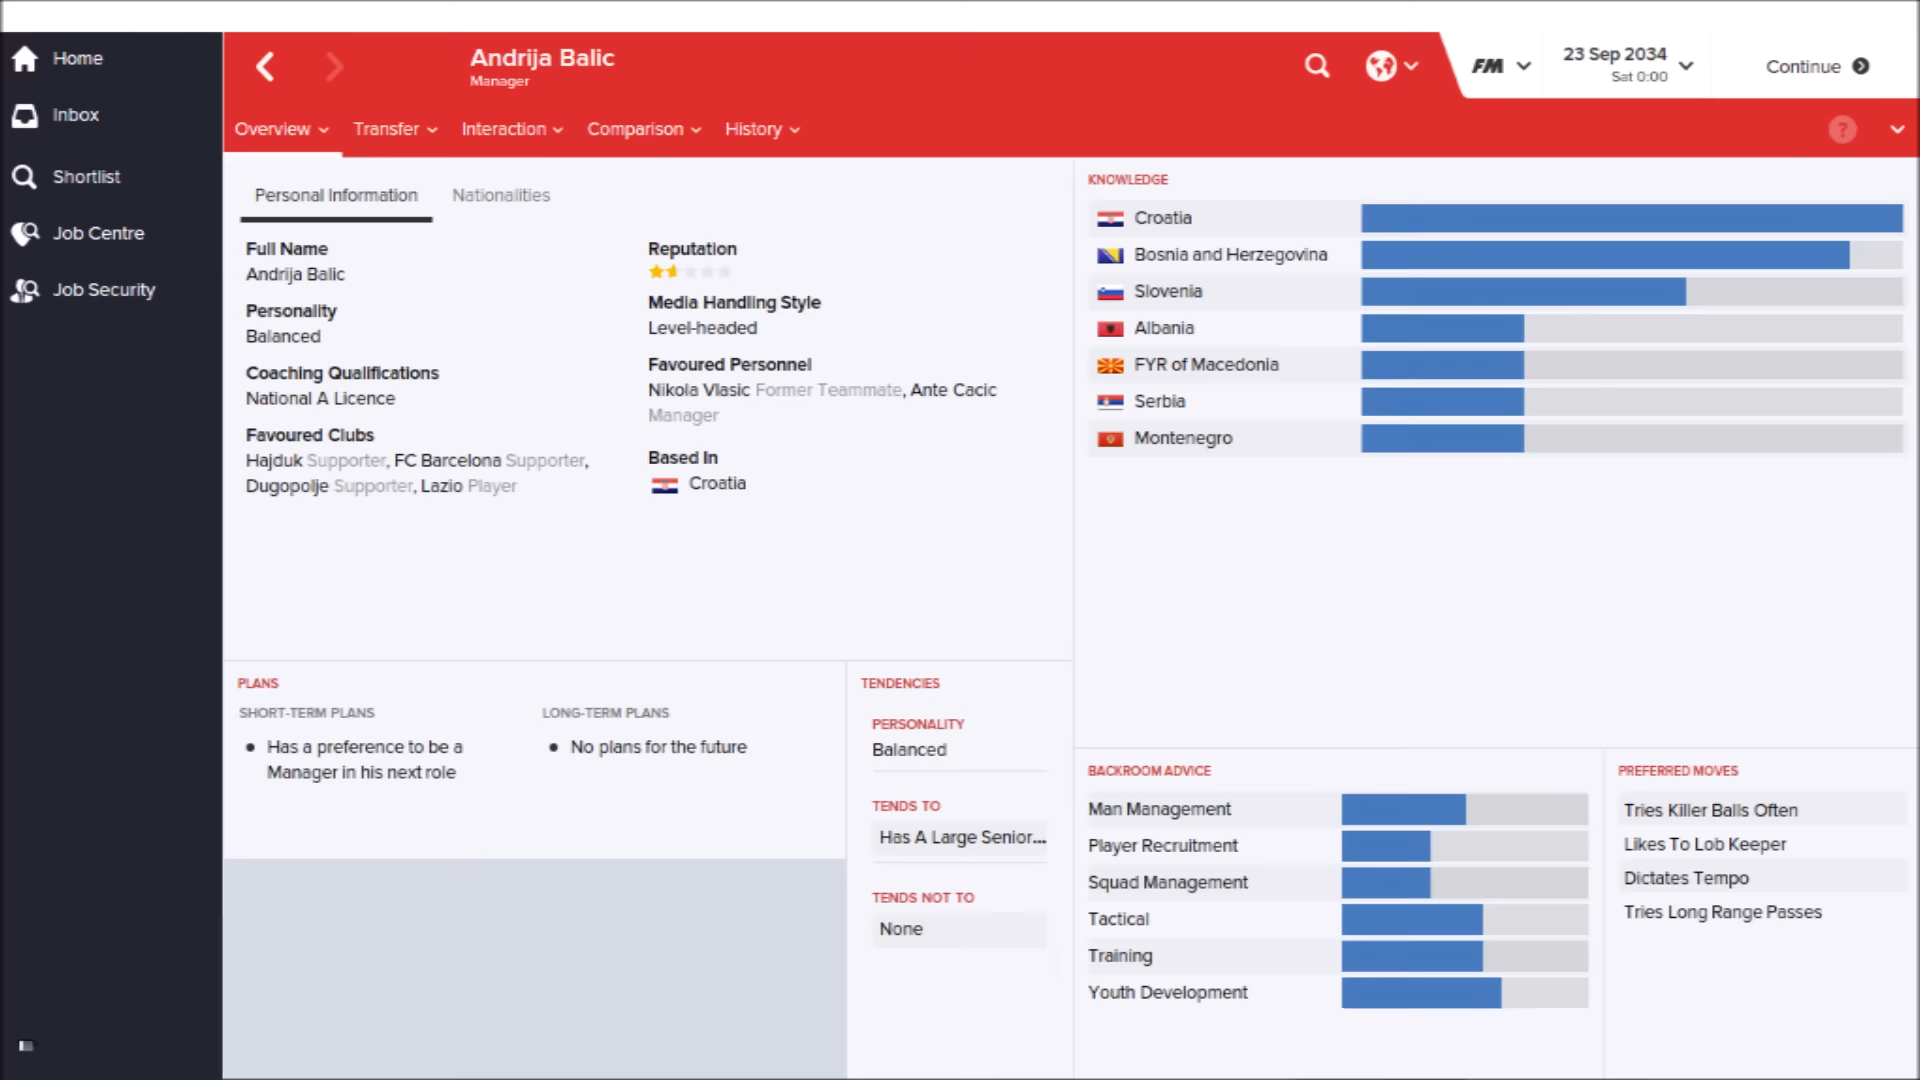 Home
Inbox
Shortlist
Job Centre
Job Security
Andrija Balic
Manager
FM
23 Sep 2034
Sat 0:00
Continue
Overview
Transfer
Interaction
Comparison
History
?
Personal Information
Nationalities
Full Name
Andrija Balic
Personality
Balanced
Coaching Qualifications
National A Licence
Favoured Clubs
Hajduk Supporter, FC Barcelona Supporter,
Dugopolje Supporter, Lazio Player
Reputation
Media Handling Style
Level-headed
Favoured Personnel
Nikola Vlasic Former Teammate, Ante Cacic
Manager
Based In
Croatia
KNOWLEDGE
Croatia
Bosnia and Herzegovina
Slovenia
Albania
FYR of Macedonia
Serbia
Montenegro
PLANS
SHORT-TERM PLANS
Has a preference to be a
Manager in his next role
LONG-TERM PLANS
No plans for the future
TENDENCIES
PERSONALITY
Balanced
TENDS TO
Has A Large Senior...
TENDS NOT TO
None
BACKROOM ADVICE
Man Management
Player Recruitment
Squad Management
Tactical
Training
Youth Development
PREFERRED MOVES
Tries Killer Balls Often
Likes To Lob Keeper
Dictates Tempo
Tries Long Range Passes